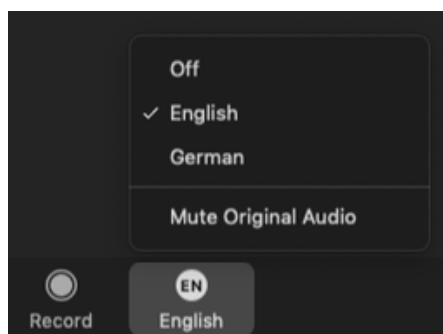 Off
✓ English
German
Mute Original Audio
EN
Record
English